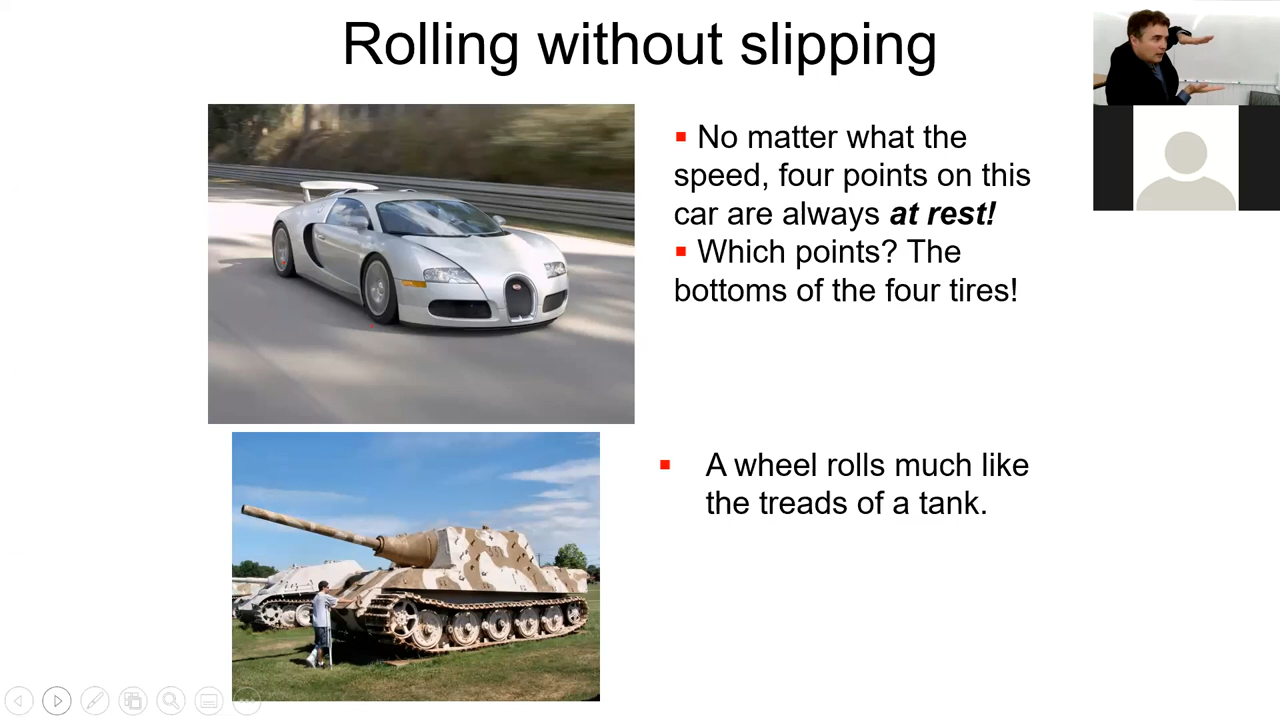 Rolling without slipping
▪ No matter what the
speed, four points on this
car are always at rest!
▪ Which points? The
bottoms of the four tires!
▪ A wheel rolls much like
the treads of a tank.